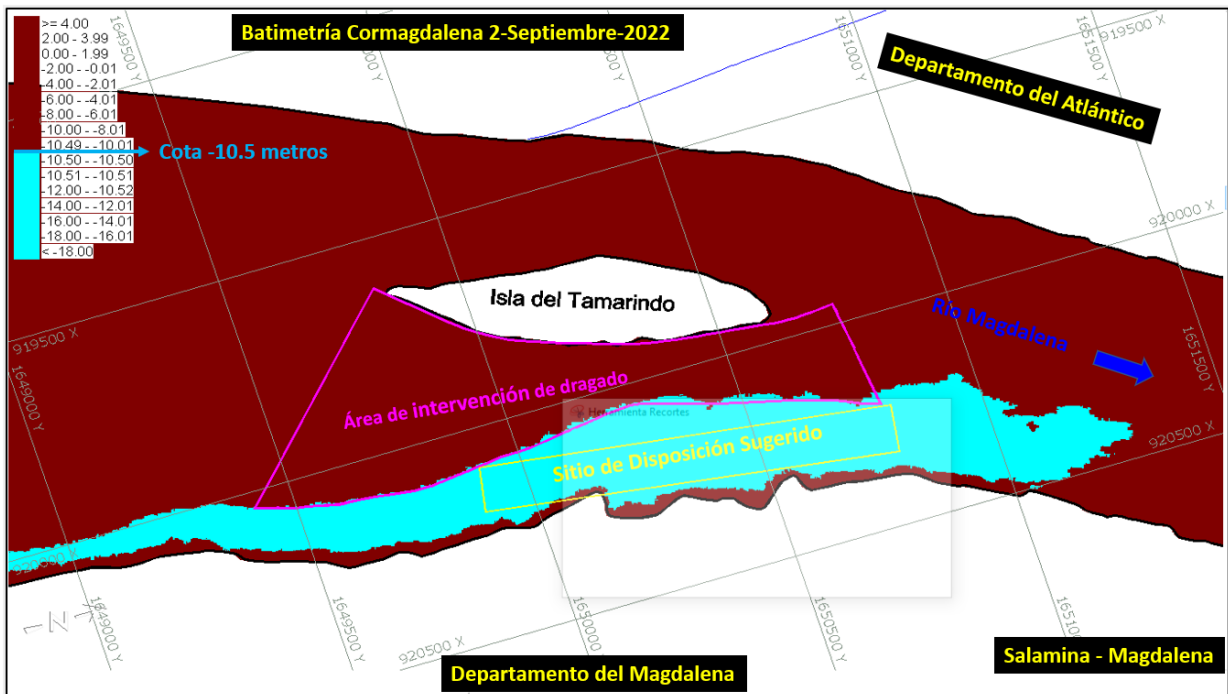 Batimetría Cormagdalena 2-Septiembre-2022
>= 4.00
2.00 - 3.99
0.00 - 1.99
-2.00 - -0.01
-4.00 - -2.01
-6.00 - -4.01
-8.00 - -6.01
-10.00 - -8.01
-10.49 - -10.01
-10.50 - -10.50
-10.51 - -10.51
-12.00 - -10.52
-14.00 - -12.01
-16.00 - -14.01
-18.00 - -16.01
< -18.00
Cota -10.5 metros
1649500 Y
1651000 Y
1651500 Y
919500 X
Departamento del Atlántico
920000 X
Isla del Tamarindo
Río Magdalena
1651500 Y
919500 X
1649000 Y
Área de intervención de dragado
Herramienta Recortes
Sitio de Disposición Sugerido
920500 X
920000 X
1649000 Y
1649500 Y
1650000 Y
1650500 Y
920500 X
Departamento del Magdalena
Salamina - Magdalena